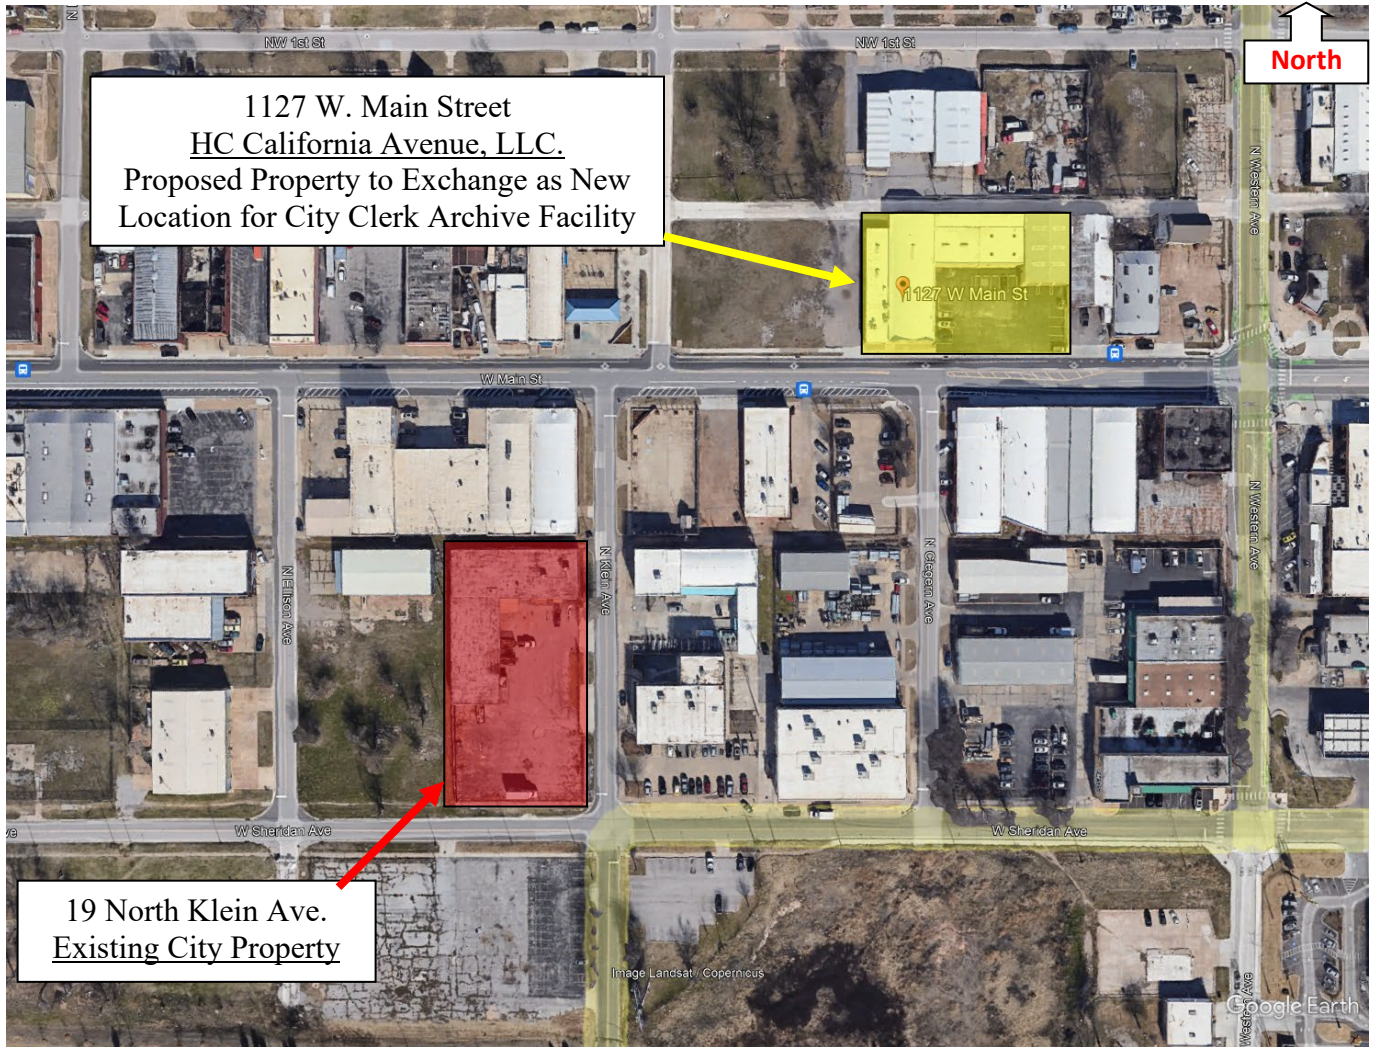 NW 1st St
NW 1st St
North
1127 W. Main Street
HC California Avenue, LLC.
Proposed Property to Exchange as New
Location for City Clerk Archive Facility
N Western Ave
1127 W Main St
W Main St
N Western Ave
N Ellison Ave
N Klein Ave
N Clegern Ave
W Sheridan Ave
W Sheridan Ave
19 North Klein Ave.
Existing City Property
Image Landsat / Copernicus
Google Earth
Western Ave